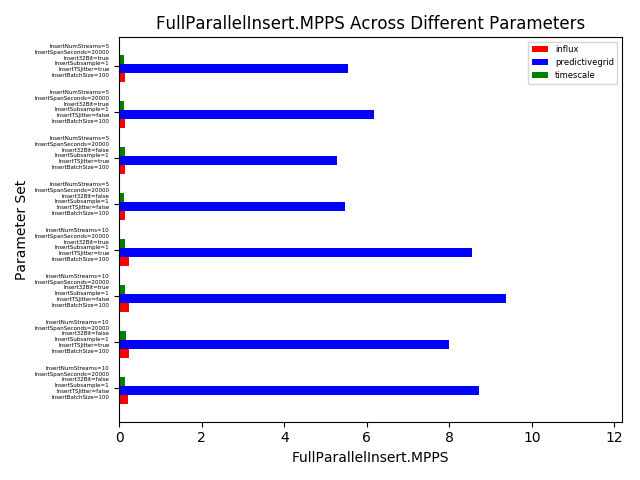 FullParallelInsert.MPPS Across Different Parameters
influx
predictivegrid
timescale
Parameter Set
InsertNumStreams=5
InsertSpanSeconds=20000
Insert32Bit=true
InsertSubsample=1
InsertTSJitter=true
InsertBatchSize=100
InsertNumStreams=5
InsertSpanSeconds=20000
Insert32Bit=true
InsertSubsample=1
InsertTSJitter=false
InsertBatchSize=100
InsertNumStreams=5
InsertSpanSeconds=20000
Insert32Bit=false
InsertSubsample=1
InsertTSJitter=true
InsertBatchSize=100
InsertNumStreams=5
InsertSpanSeconds=20000
Insert32Bit=false
InsertSubsample=1
InsertTSJitter=false
InsertBatchSize=100
InsertNumStreams=10
InsertSpanSeconds=20000
Insert32Bit=true
InsertSubsample=1
InsertTSJitter=true
InsertBatchSize=100
InsertNumStreams=10
InsertSpanSeconds=20000
Insert32Bit=true
InsertSubsample=1
InsertTSJitter=false
InsertBatchSize=100
InsertNumStreams=10
InsertSpanSeconds=20000
Insert32Bit=false
InsertSubsample=1
InsertTSJitter=true
InsertBatchSize=100
InsertNumStreams=10
InsertSpanSeconds=20000
Insert32Bit=false
InsertSubsample=1
InsertTSJitter=false
InsertBatchSize=100
0 2 4 6 8 10 12
FullParallelInsert.MPPS